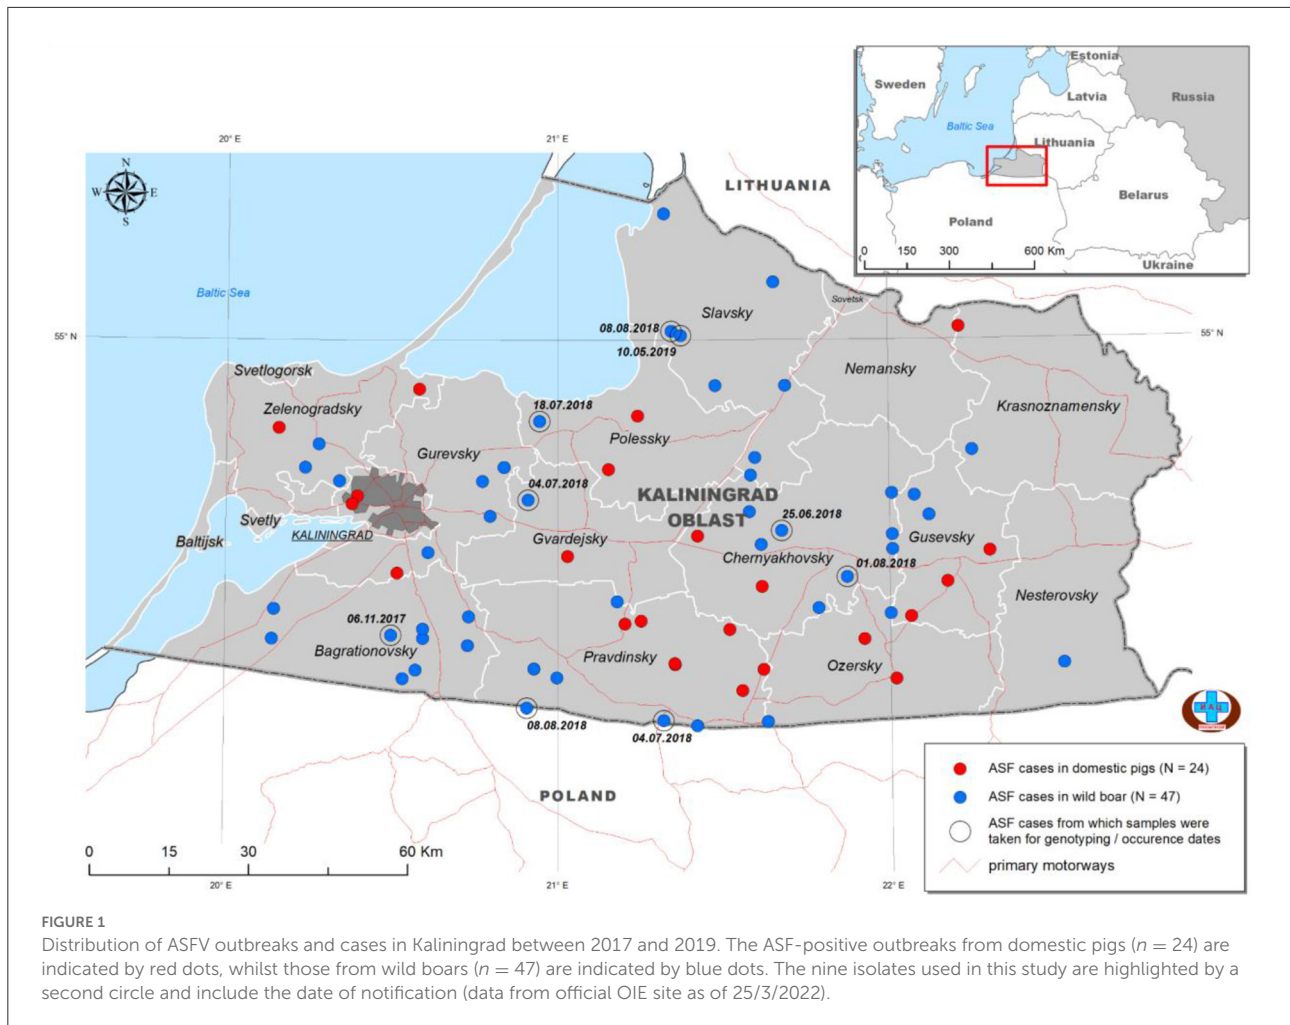 20° E
21° E
Estonia
Sweden
Latvia
Russia
Baltic Sea
Lithuania
Belarus
Poland
0 150 300 600 Km
Ukraine
N
W E
S
LITHUANIA
Baltic Sea
Sovetsk
Slavsky
08.08.2018
55° N
55° N
10.05.2019
Svetlogorsk
Nemansky
Zelenogradsky
18.07.2018
Krasnoznamensky
Polessky
Gurevsky
04.07.2018
KALININGRAD
OBLAST
25.06.2018
Svetly
KALININGRAD
Baltijsk
Gvardejsky
Gusevsky
Chernyakhovsky
01.08.2018
Nesterovsky
06.11.2017
Bagrationovsky
Pravdinsky
Ozersky
08.08.2018
04.07.2018
POLAND
ASF cases in domestic pigs (N = 24)
ASF cases in wild boar (N = 47)
ASF cases from which samples were
taken for genotyping / occurence dates
primary motorways
0 15 30 60 Km
20° E
21° E
22° E
FIGURE 1
Distribution of ASFV outbreaks and cases in Kaliningrad between 2017 and 2019. The ASF-positive outbreaks from domestic pigs (n = 24) are
indicated by red dots, whilst those from wild boars (n = 47) are indicated by blue dots. The nine isolates used in this study are highlighted by a
second circle and include the date of notification (data from official OIE site as of 25/3/2022).